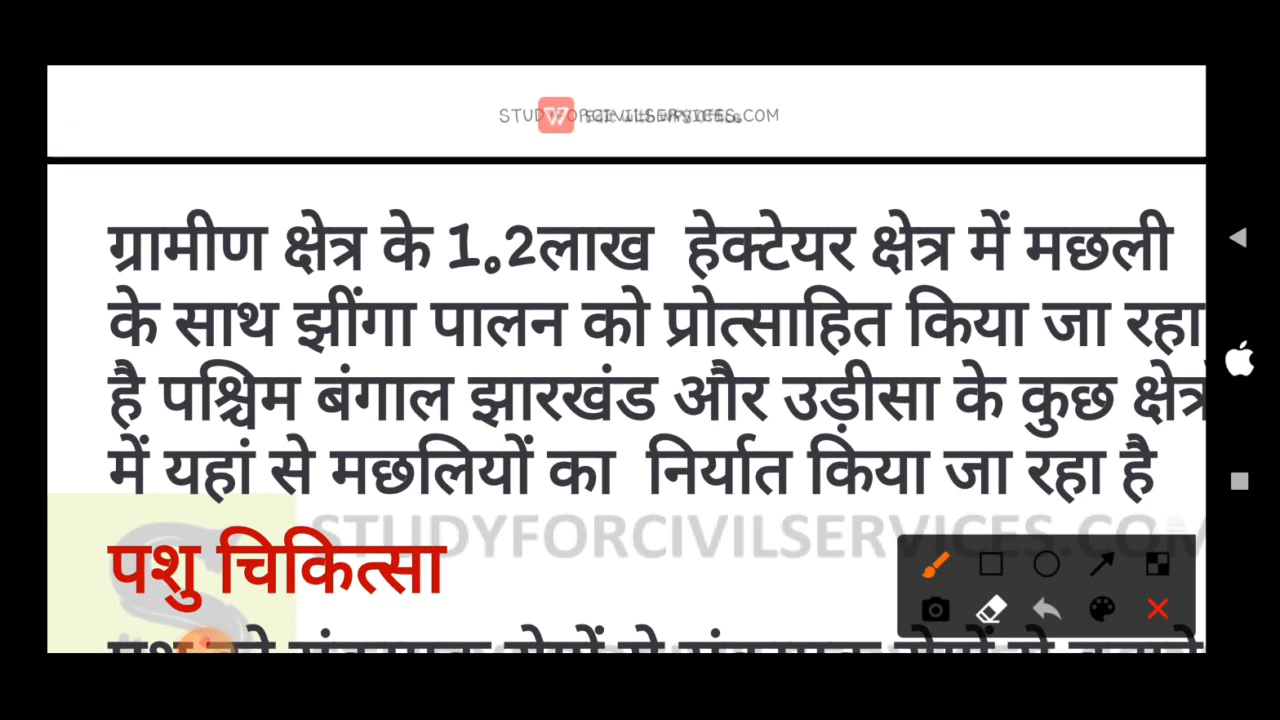 STUDYFORCIVILSERVICES.COM
ग्रामीण क्षेत्र के 1.2लाख हेक्टेयर क्षेत्र में मछली
के साथ झींगा पालन को प्रोत्साहित किया जा रहा
है पश्चिम बंगाल झारखंड और उड़ीसा के कुछ क्षेत्रों
में यहां से मछलियों का निर्यात किया जा रहा है
STUDYFORCIVILSERVICES.COM
पशु चिकित्सा